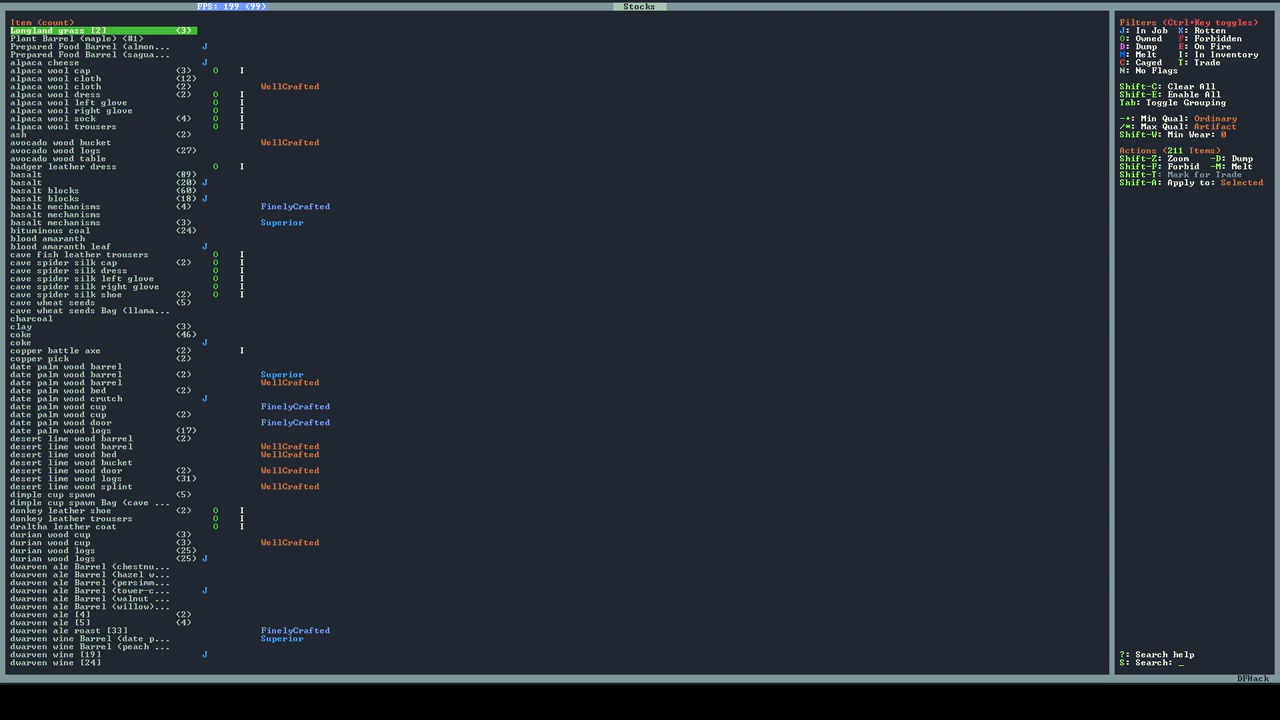 FPS: 199 (99)
Stocks
Item (count)
Longland grass [2] (3)
Plant Barrel (maple) (#1)
Prepared Food Barrel (almon... J
Prepared Food Barrel (sagua...
alpaca cheese J
alpaca wool cap (3) O I
alpaca wool cloth (12)
alpaca wool cloth (2) WellCrafted
alpaca wool dress (2) O I
alpaca wool left glove O I
alpaca wool right glove O I
alpaca wool sock (4) O I
alpaca wool trousers O I
ash (2)
avocado wood bucket WellCrafted
avocado wood logs (27)
avocado wood table
badger leather dress O I
basalt (89)
basalt (20) J
basalt blocks (60)
basalt blocks (18) J
basalt mechanisms (4) FinelyCrafted
basalt mechanisms
basalt mechanisms (3) Superior
bituminous coal (24)
blood amaranth
blood amaranth leaf J
cave fish leather trousers O I
cave spider silk cap (2) O I
cave spider silk dress O I
cave spider silk left glove O I
cave spider silk right glove O I
cave spider silk shoe (2) O I
cave wheat seeds (5)
cave wheat seeds Bag (llama...
charcoal
clay (3)
coke (46)
coke J
copper battle axe (2) I
copper pick (2)
date palm wood barrel
date palm wood barrel (2) Superior
date palm wood barrel WellCrafted
date palm wood bed (2)
date palm wood crutch J
date palm wood cup FinelyCrafted
date palm wood cup (2)
date palm wood door FinelyCrafted
date palm wood logs (17)
desert lime wood barrel (2)
desert lime wood barrel WellCrafted
desert lime wood bed WellCrafted
desert lime wood bucket
desert lime wood door (2) WellCrafted
desert lime wood logs (31)
desert lime wood splint WellCrafted
dimple cup spawn (5)
dimple cup spawn Bag (cave ...
donkey leather shoe (2) O I
donkey leather trousers O I
draltha leather coat O I
durian wood cup (3)
durian wood cup (3) WellCrafted
durian wood logs (25)
durian wood logs (25) J
dwarven ale Barrel (chestnu...
dwarven ale Barrel (hazel w...
dwarven ale Barrel (persimm...
dwarven ale Barrel (tower-c... J
dwarven ale Barrel (walnut ...
dwarven ale Barrel (willow)...
dwarven ale [4] (2)
dwarven ale [5] (4)
dwarven ale roast [33] FinelyCrafted
dwarven wine Barrel (date p... Superior
dwarven wine Barrel (peach ...
dwarven wine [19] J
dwarven wine [24]
Filters (Ctrl+Key toggles)
J: In Job X: Rotten
O: Owned F: Forbidden
D: Dump E: On Fire
M: Melt I: In Inventory
C: Caged T: Trade
N: No Flags
Shift-C: Clear All
Shift-E: Enable All
Tab: Toggle Grouping
-+: Min Qual: Ordinary
/*: Max Qual: Artifact
Shift-W: Min Wear: 0
Actions (211 Items)
Shift-Z: Zoom -D: Dump
Shift-F: Forbid -M: Melt
Shift-T: Mark for Trade
Shift-A: Apply to: Selected
?: Search help
S: Search: _
DFHack